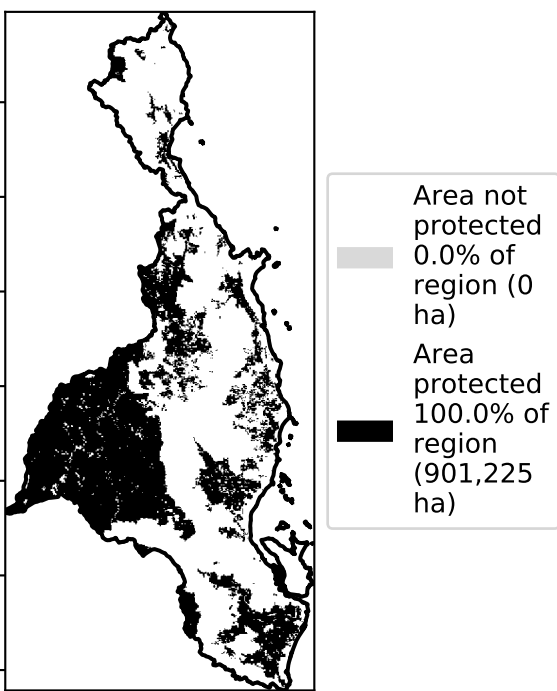 Area not
protected
0.0% of
region (0
ha)
Area
protected
100.0% of
region
(901,225
ha)